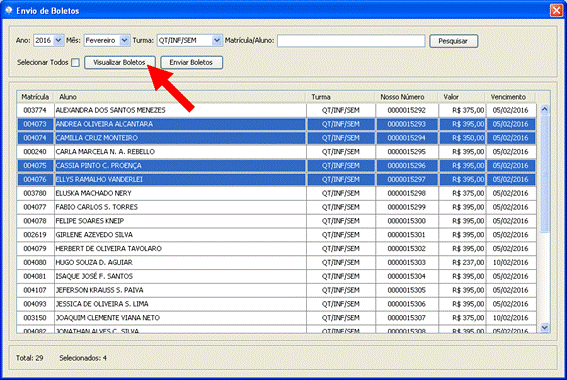 Envio de Boletos
Ano: 2016 Mês: Fevereiro Turma: QT/INF/SEM Matrícula/Aluno: Pesquisar
Selecionar Todos Visualizar Boletos Enviar Boletos
Matrícula Aluno Turma Nosso Número Valor Vencimento
003774 ALEXANDRA DOS SANTOS MENEZES QT/INF/SEM 0000015292 R$ 375,00 05/02/2016
004073 ANDREA OLIVEIRA ALCANTARA QT/INF/SEM 0000015293 R$ 395,00 05/02/2016
004074 CAMILLA CRUZ MONTEIRO QT/INF/SEM 0000015294 R$ 350,00 05/02/2016
000240 CARLA MARCELA N. A. REBELLO QT/INF/SEM 0000015295 R$ 395,00 05/02/2016
004075 CASSIA PINTO C. PROENÇA QT/INF/SEM 0000015296 R$ 395,00 05/02/2016
004076 ELLYS RAMALHO VANDERLEI QT/INF/SEM 0000015297 R$ 395,00 05/02/2016
003780 ELUSKA MACHADO NERY QT/INF/SEM 0000015298 R$ 375,00 05/02/2016
004077 FABIO CARLOS S. TORRES QT/INF/SEM 0000015299 R$ 395,00 05/02/2016
004078 FELIPE SOARES KNEIP QT/INF/SEM 0000015300 R$ 395,00 05/02/2016
002619 GIRLENE AZEVEDO SILVA QT/INF/SEM 0000015301 R$ 395,00 05/02/2016
004079 HERBERT DE OLIVEIRA TAVOLARO QT/INF/SEM 0000015302 R$ 395,00 05/02/2016
004080 HUGO SOUZA D. AGUIAR QT/INF/SEM 0000015303 R$ 237,00 10/02/2016
004081 ISAQUE JOSÉ F. SANTOS QT/INF/SEM 0000015304 R$ 395,00 05/02/2016
004107 JEFERSON KRAUSS S. PAIVA QT/INF/SEM 0000015305 R$ 395,00 05/02/2016
004093 JESSICA DE OLIVEIRA S. LIMA QT/INF/SEM 0000015306 R$ 395,00 05/02/2016
003150 JOAQUIM CLEMENTE VIANA NETO QT/INF/SEM 0000015307 R$ 375,00 10/02/2016
004082 JONATHAN ALVES C. SILVA QT/INF/SEM 0000015308 R$ 395,00 05/02/2016
Total: 29 Selecionados: 4